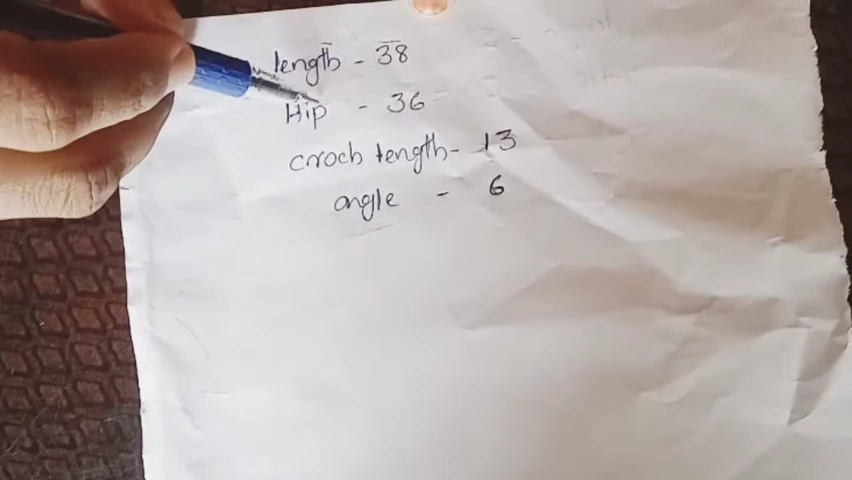 length - 38
Hip - 36
croch length - 13
angle - 6